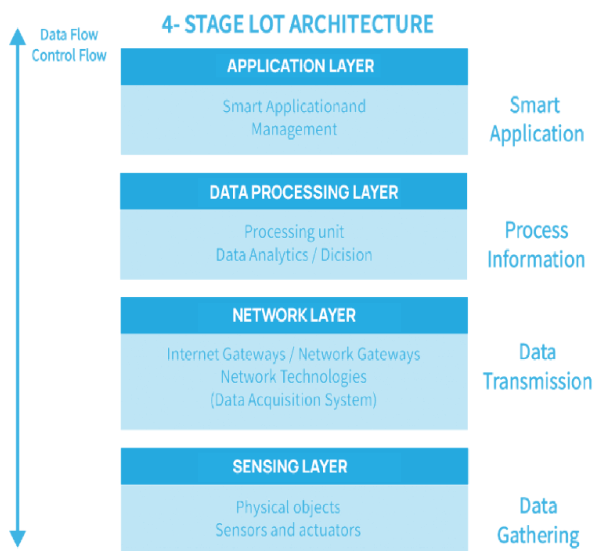 4- STAGE LOT ARCHITECTURE
Data Flow
Control Flow
APPLICATION LAYER
Smart Applicationand
Management
Smart
Application
DATA PROCESSING LAYER
Processing unit
Data Analytics / Dicision
Process
Information
NETWORK LAYER
Internet Gateways / Network Gateways
Network Technologies
(Data Acquisition System)
Data
Transmission
SENSING LAYER
Physical objects
Sensors and actuators
Data
Gathering